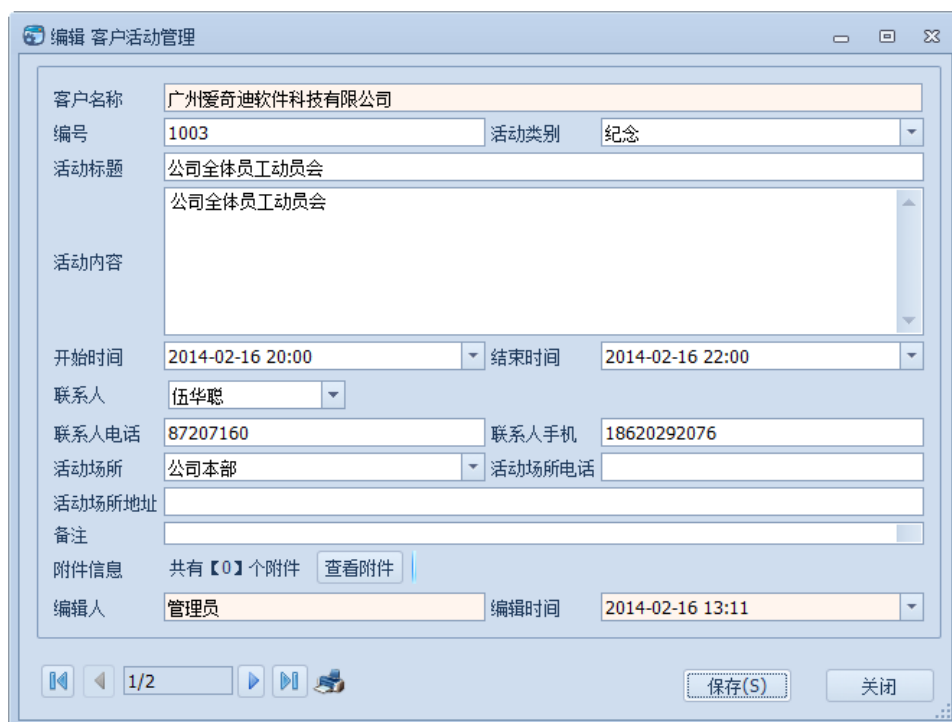 编辑 客户活动管理
客户名称 广州爱奇迪软件科技有限公司
编号 1003 活动类别 纪念
活动标题 公司全体员工动员会
公司全体员工动员会
活动内容
开始时间 2014-02-16 20:00 结束时间 2014-02-16 22:00
联系人 伍华聪
联系人电话 87207160 联系人手机 18620292076
活动场所 公司本部 活动场所电话
活动场所地址
备注
附件信息 共有【0】个附件 查看附件
编辑人 管理员 编辑时间 2014-02-16 13:11
1/2 保存(S) 关闭